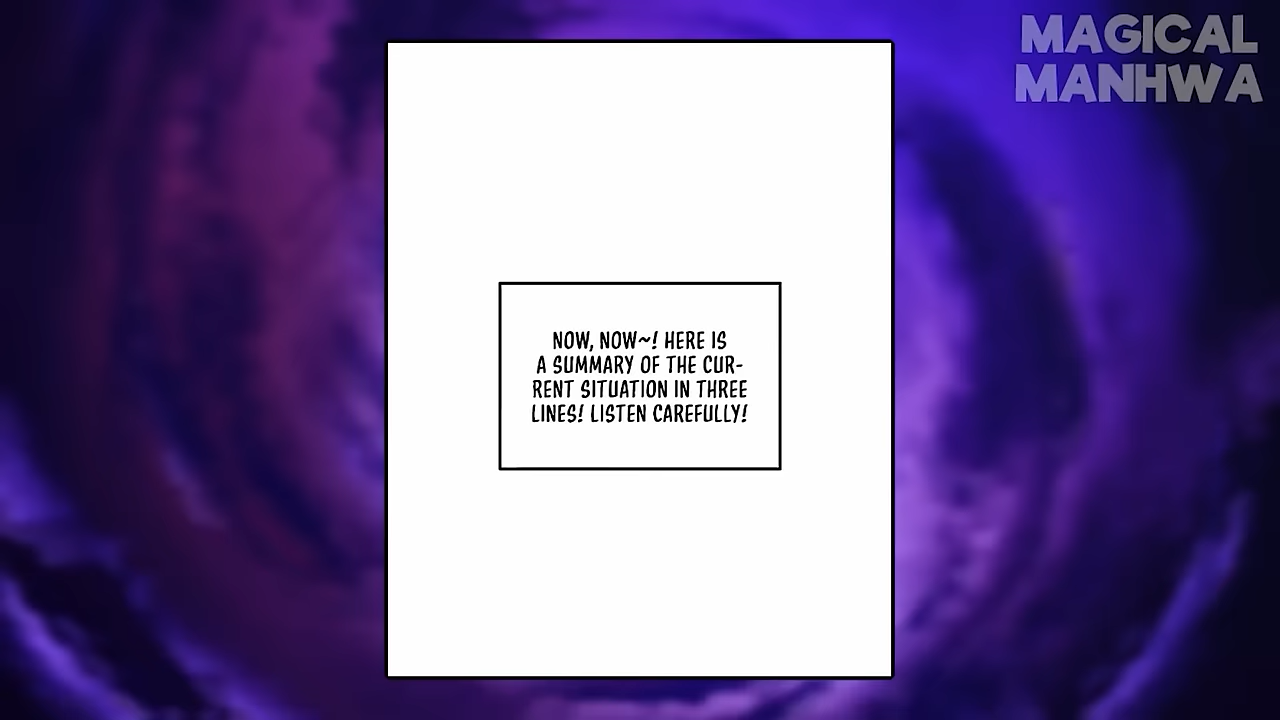 MAGICAL
MANHWA
NOW, NOW~! HERE IS
A SUMMARY OF THE CUR-
RENT SITUATION IN THREE
LINES! LISTEN CAREFULLY!